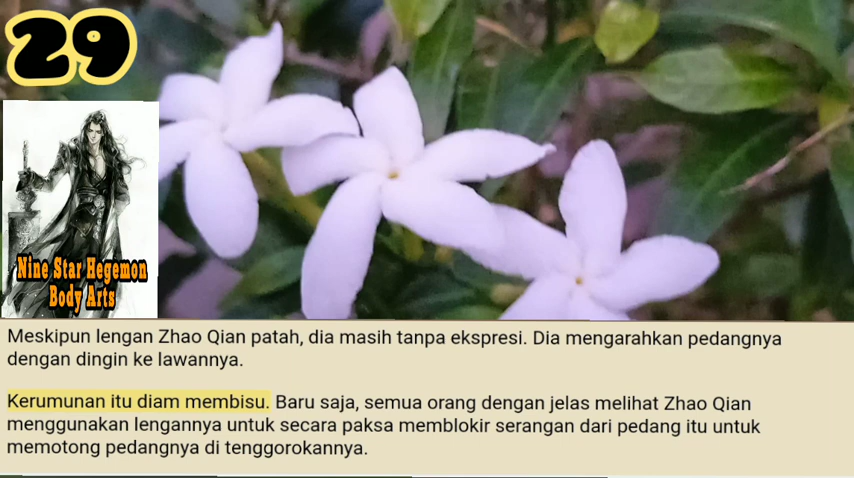 29
Nine Star Hegemon
Body Arts
Meskipun lengan Zhao Qian patah, dia masih tanpa ekspresi. Dia mengarahkan pedangnya
dengan dingin ke lawannya.
Kerumunan itu diam membisu. Baru saja, semua orang dengan jelas melihat Zhao Qian
menggunakan lengannya untuk secara paksa memblokir serangan dari pedang itu untuk
memotong pedangnya di tenggorokannya.